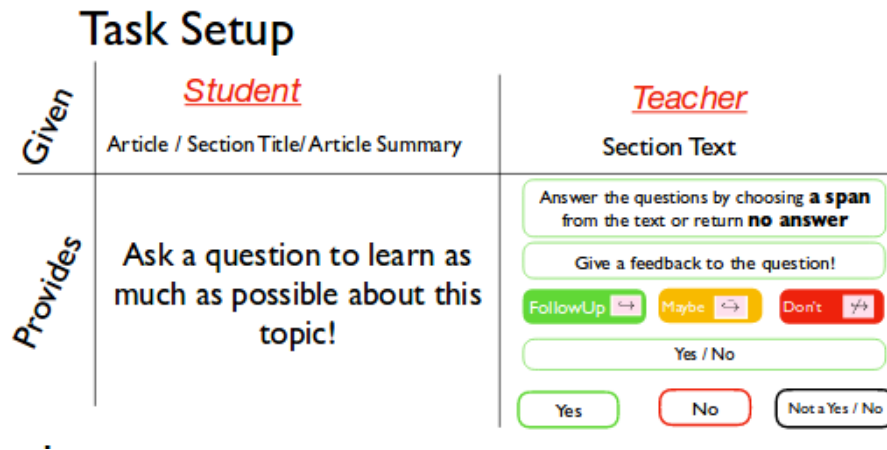 Task Setup
Given
Student
Teacher
Article / Section Title/ Article Summary
Section Text
Provides
Ask a question to learn as
much as possible about this
topic!
Answer the questions by choosing a span
from the text or return no answer
Give a feedback to the question!
FollowUp ↪
Maybe
Don't
Yes / No
Yes
No
Not a Yes / No